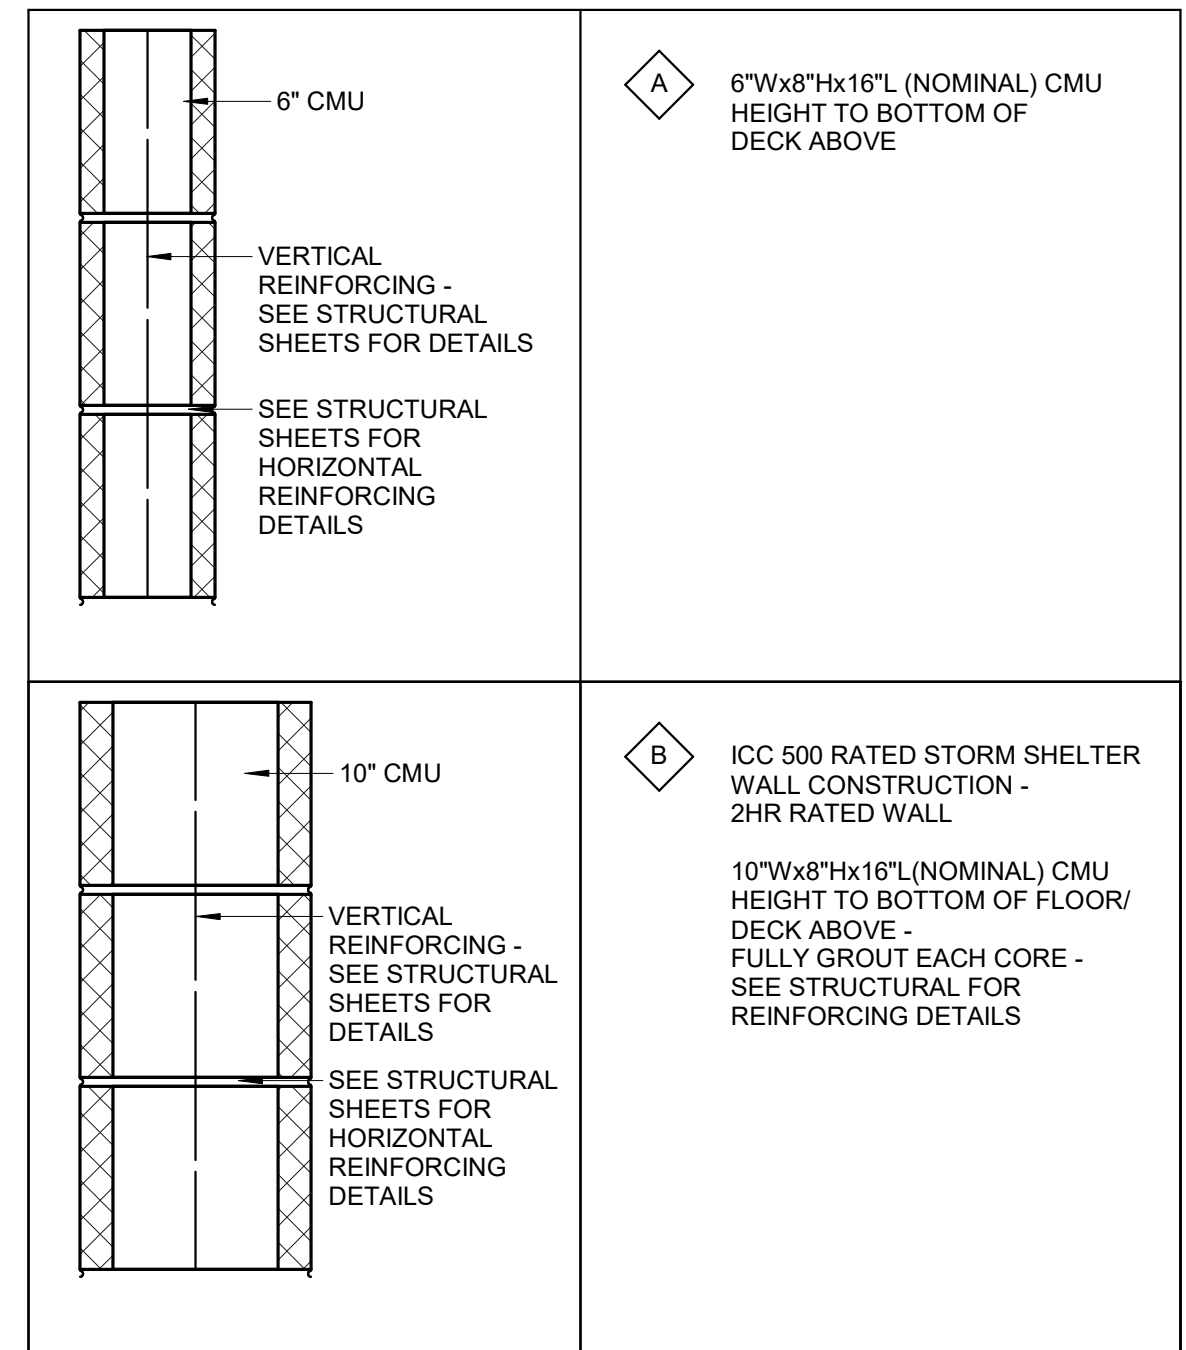 6" CMU
VERTICAL
REINFORCING -
SEE STRUCTURAL
SHEETS FOR DETAILS
SEE STRUCTURAL
SHEETS FOR
HORIZONTAL
REINFORCING
DETAILS
A
6"Wx8"Hx16"L (NOMINAL) CMU
HEIGHT TO BOTTOM OF
DECK ABOVE
10" CMU
VERTICAL
REINFORCING -
SEE STRUCTURAL
SHEETS FOR
DETAILS
SEE STRUCTURAL
SHEETS FOR
HORIZONTAL
REINFORCING
DETAILS
B
ICC 500 RATED STORM SHELTER
WALL CONSTRUCTION -
2HR RATED WALL
10"Wx8"Hx16"L(NOMINAL) CMU
HEIGHT TO BOTTOM OF FLOOR/
DECK ABOVE -
FULLY GROUT EACH CORE -
SEE STRUCTURAL FOR
REINFORCING DETAILS